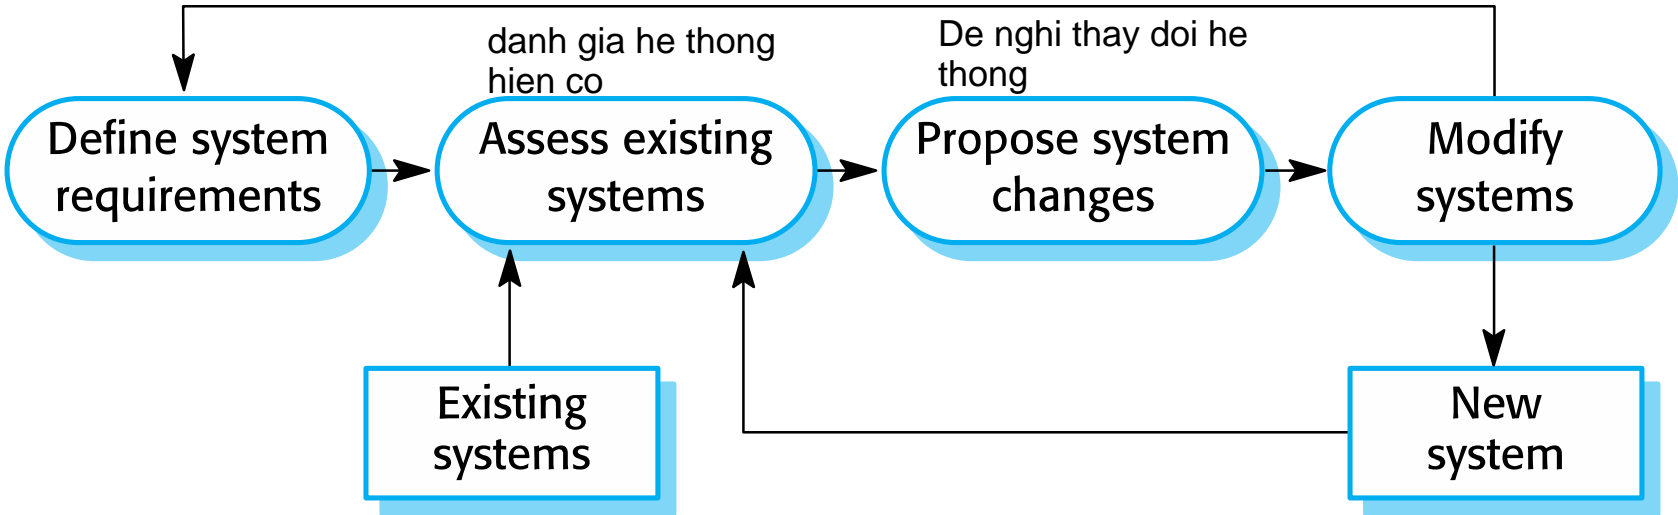 danh gia he thong
hien co
De nghi thay doi he
thong
Define system
requirements
Assess existing
systems
Propose system
changes
Modify
systems
Existing
systems
New
system